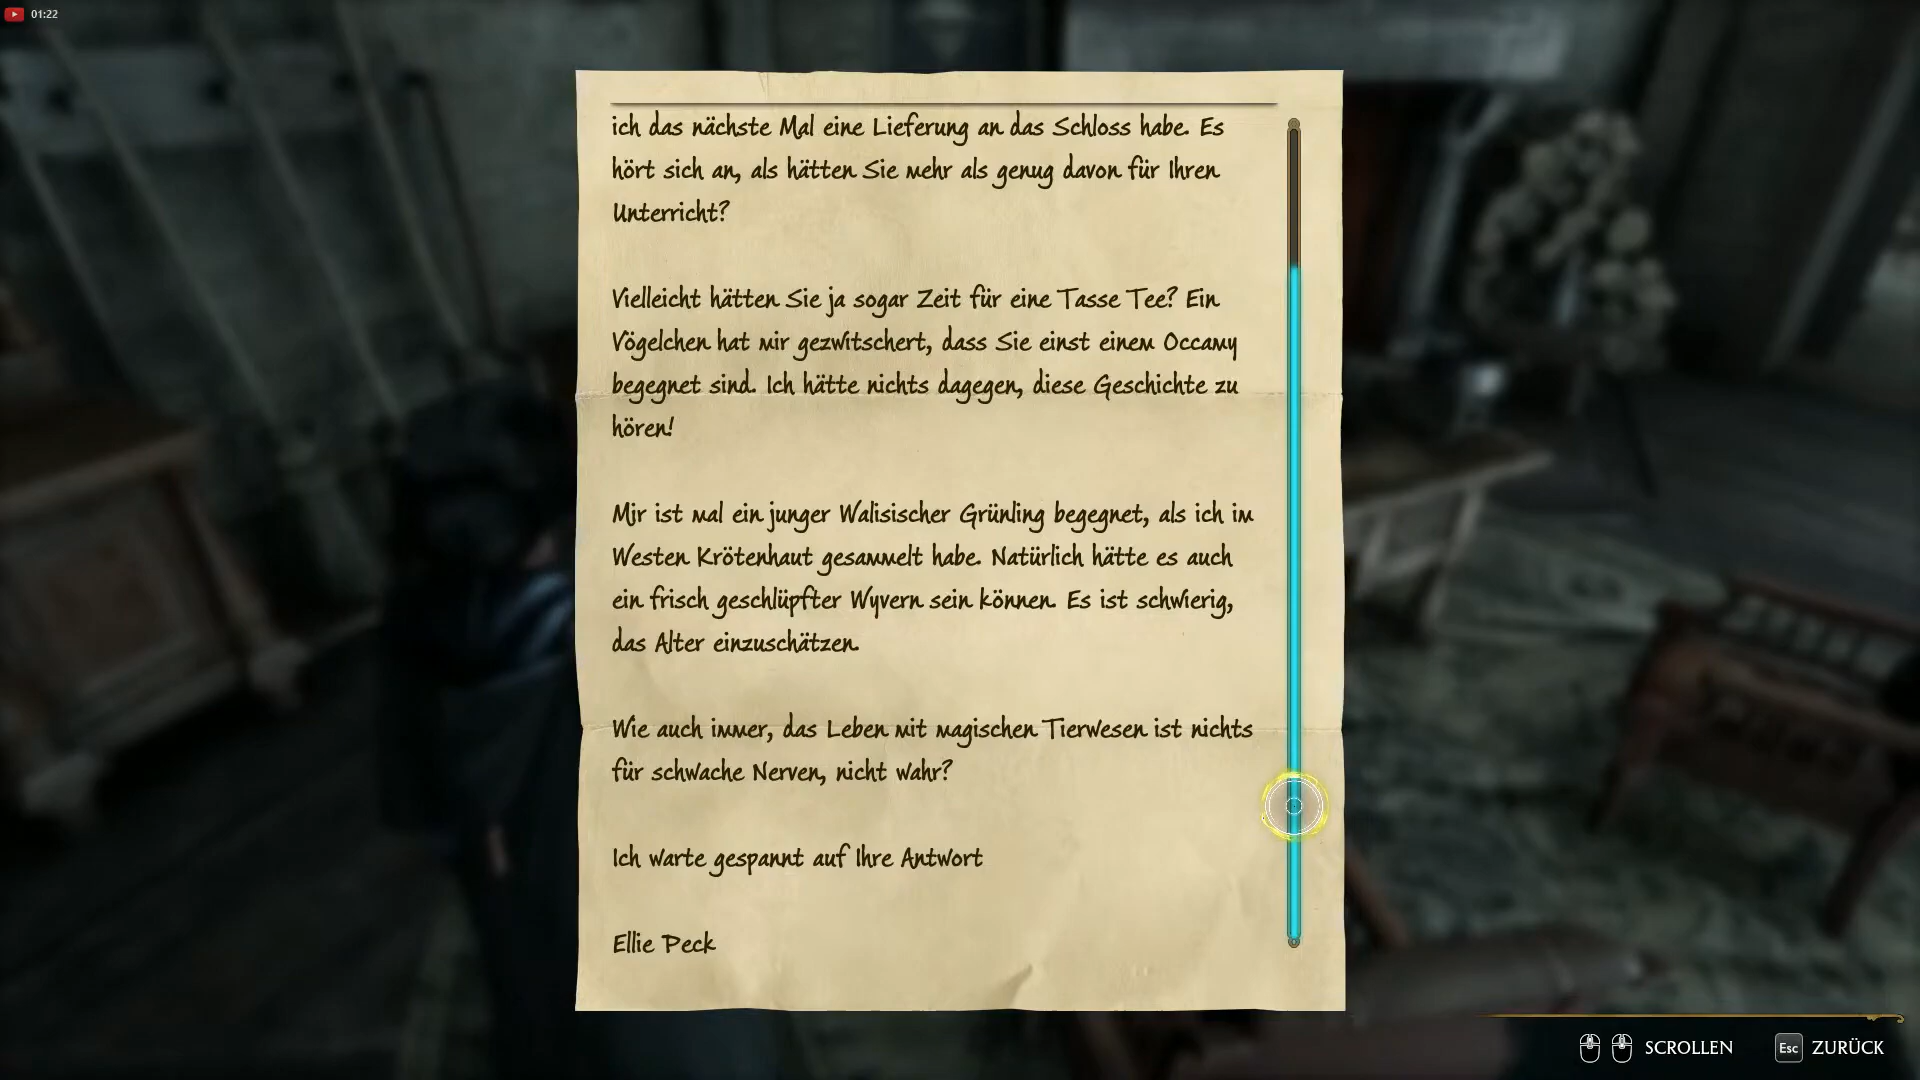 01:22
ich das nächste Mal eine Lieferung an das Schloss habe. Es
hört sich an, als hätten Sie mehr als genug davon für Ihren
Unterricht?
Vielleicht hätten Sie ja sogar Zeit für eine Tasse Tee? Ein
Vögelchen hat mir gezwitschert, dass Sie einst einem Occamy
begegnet sind. Ich hätte nichts dagegen, diese Geschichte zu
hören!
Mir ist mal ein junger Walisischer Grünling begegnet, als ich im
Westen Krötenhaut gesammelt habe. Natürlich hätte es auch
ein frisch geschlüpfter Wyvern sein können. Es ist schwierig,
das Alter einzuschätzen.
Wie auch immer, das Leben mit magischen Tierwesen ist nichts
für schwache Nerven, nicht wahr?
Ich warte gespannt auf Ihre Antwort
Ellie Peck
SCROLLEN
Esc ZURÜCK